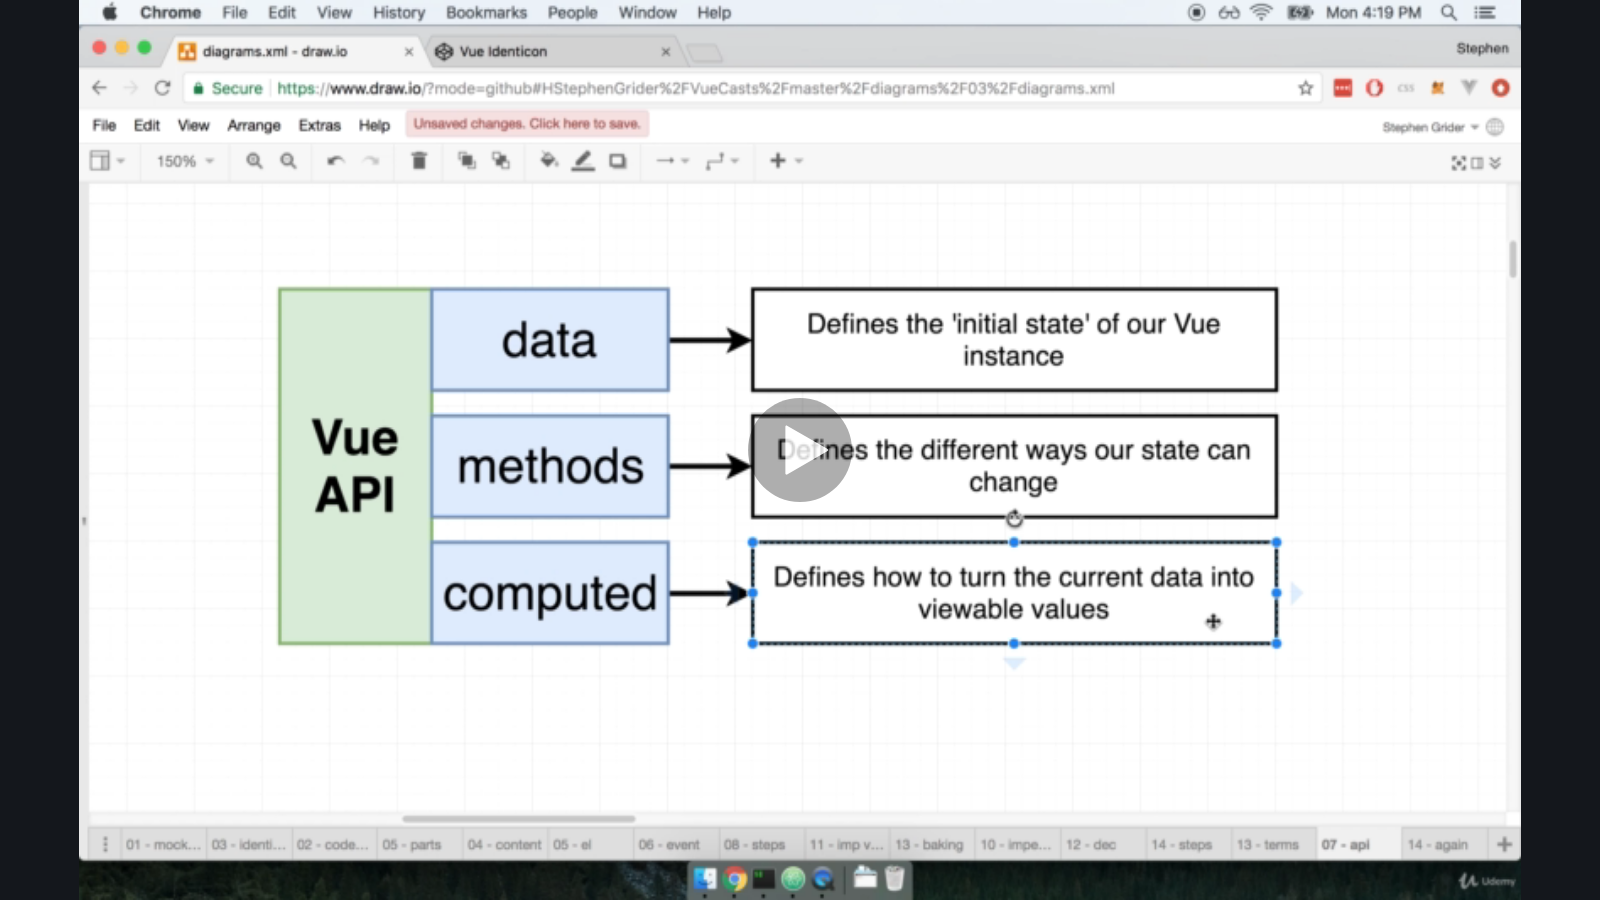 Chrome File Edit View History Bookmarks People Window Help Mon 4:19 PM
diagrams.xml - draw.io Vue Identicon Stephen
Secure https://www.draw.io/?mode=github#HStephenGrider%2FVueCasts%2Fmaster%2Fdiagrams%2F03%2Fdiagrams.xml css
File Edit View Arrange Extras Help Unsaved changes. Click here to save. Stephen Grider
150%
Vue
API
data
Defines the 'initial state' of our Vue
instance
methods
Defines the different ways our state can
change
computed
Defines how to turn the current data into
viewable values
01 - mock... 03 - identi... 02 - code... 05 - parts 04 - content 05 - el 06 - event 08 - steps 11 - imp v... 13 - baking 10 - impe... 12 - dec 14 - steps 13 - terms 07 - api 14 - again
Udemy